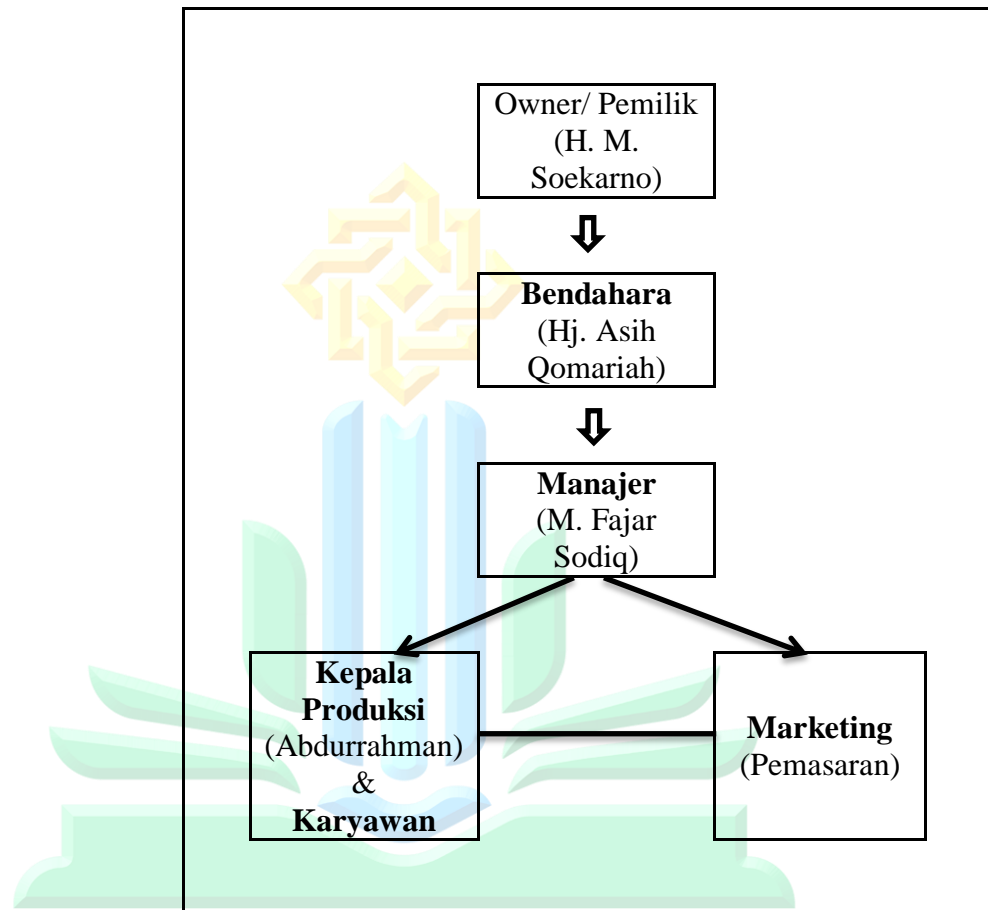 Owner/ Pemilik
(H. M.
Soekarno)
Bendahara
(Hj. Asih
Qomariah)
Manajer
(M. Fajar
Sodiq)
Kepala
Produksi
(Abdurrahman)
&
Karyawan
Marketing
(Pemasaran)